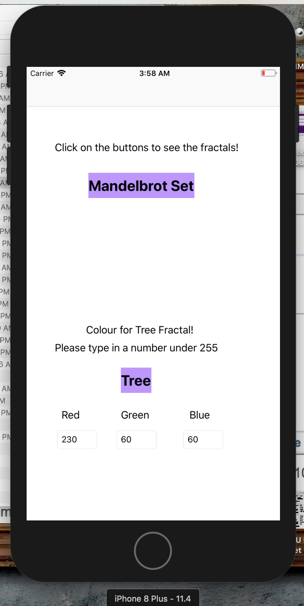 Carrier 3:58 AM
Click on the buttons to see the fractals!
Mandelbrot Set
Colour for Tree Fractal!
Please type in a number under 255
Tree
Red Green Blue
230 60 60
iPhone 8 Plus - 11.4